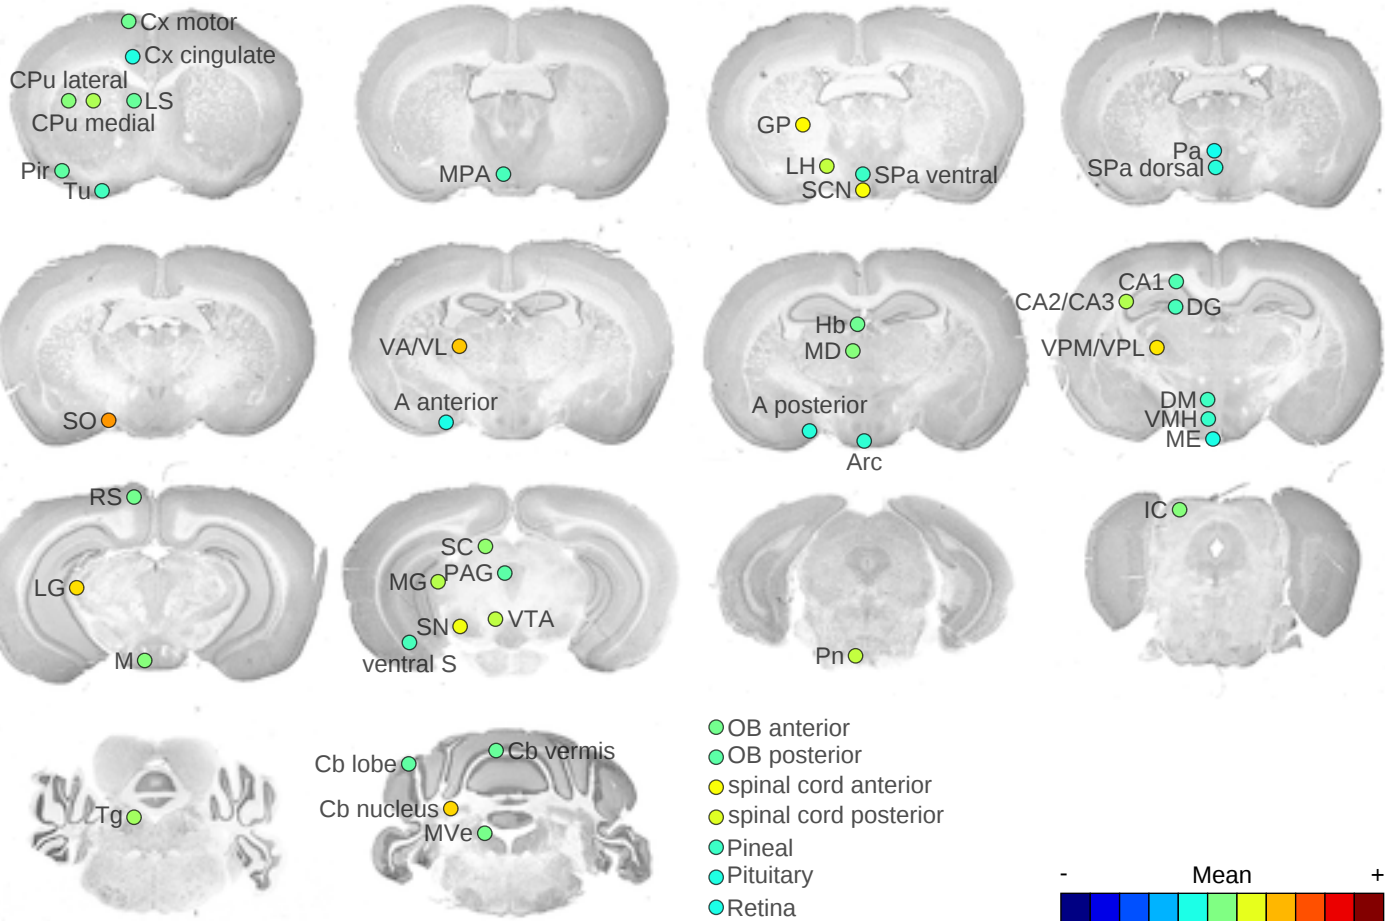 Cx motor
Cx cingulate
CPu lateral
LS
CPu medial
Pir
Tu
MPA
GP
LH
SPa ventral
SCN
Pa
SPa dorsal
SO
VA/VL
A anterior
Hb
MD
A posterior
Arc
CA1
CA2/CA3
DG
VPM/VPL
DM
VMH
ME
RS
LG
M
SC
PAG
MG
VTA
SN
ventral S
Pn
IC
Tg
Cb vermis
Cb lobe
Cb nucleus
MVe
OB anterior
OB posterior
spinal cord anterior
spinal cord posterior
Pineal
Pituitary
Retina
- Mean +